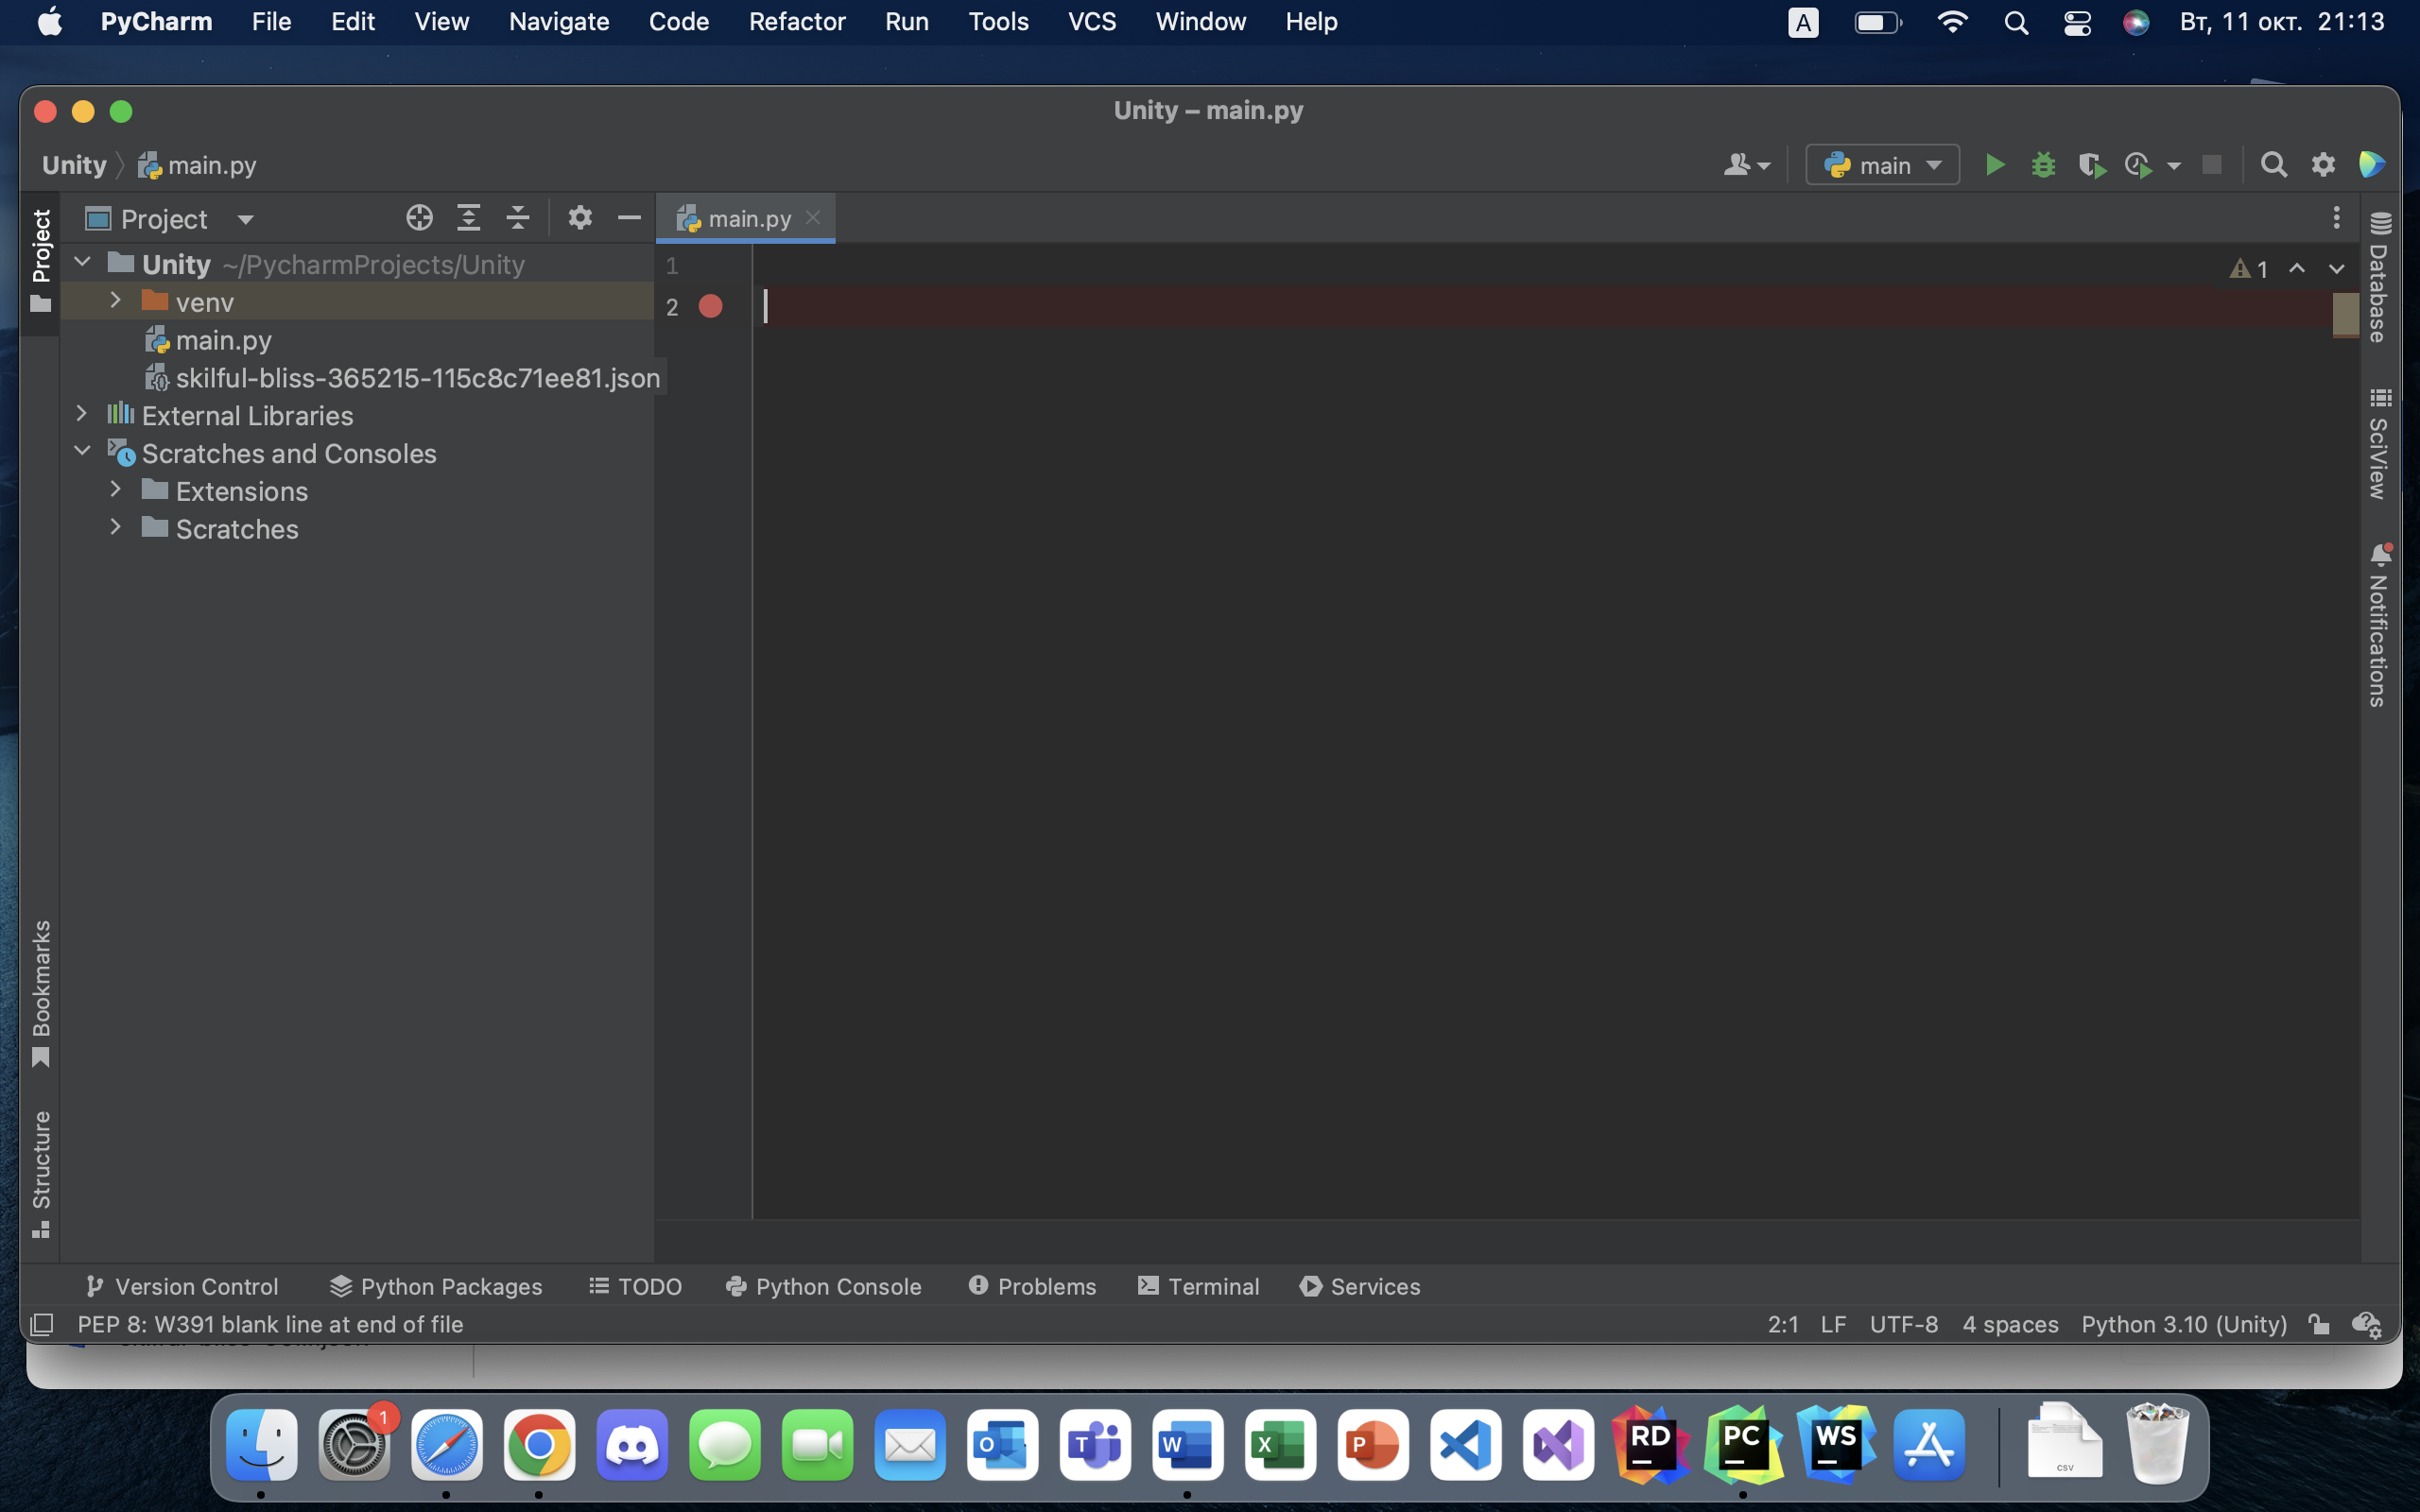 PyCharm File Edit View Navigate Code Refactor Run Tools VCS Window Help A Вт, 11 окт. 21:13
Unity – main.py
Unity main.py main
Project Project main.py
Unity ~/PycharmProjects/Unity 1 1
venv 2
main.py
skilful-bliss-365215-115c8c71ee81.json
External Libraries
Scratches and Consoles
Extensions
Scratches
Database
SciView
Notifications
Bookmarks
Structure
Version Control Python Packages TODO Python Console Problems Terminal Services
PEP 8: W391 blank line at end of file 2:1 LF UTF-8 4 spaces Python 3.10 (Unity)
1
O T W X P RD PC WS CSV